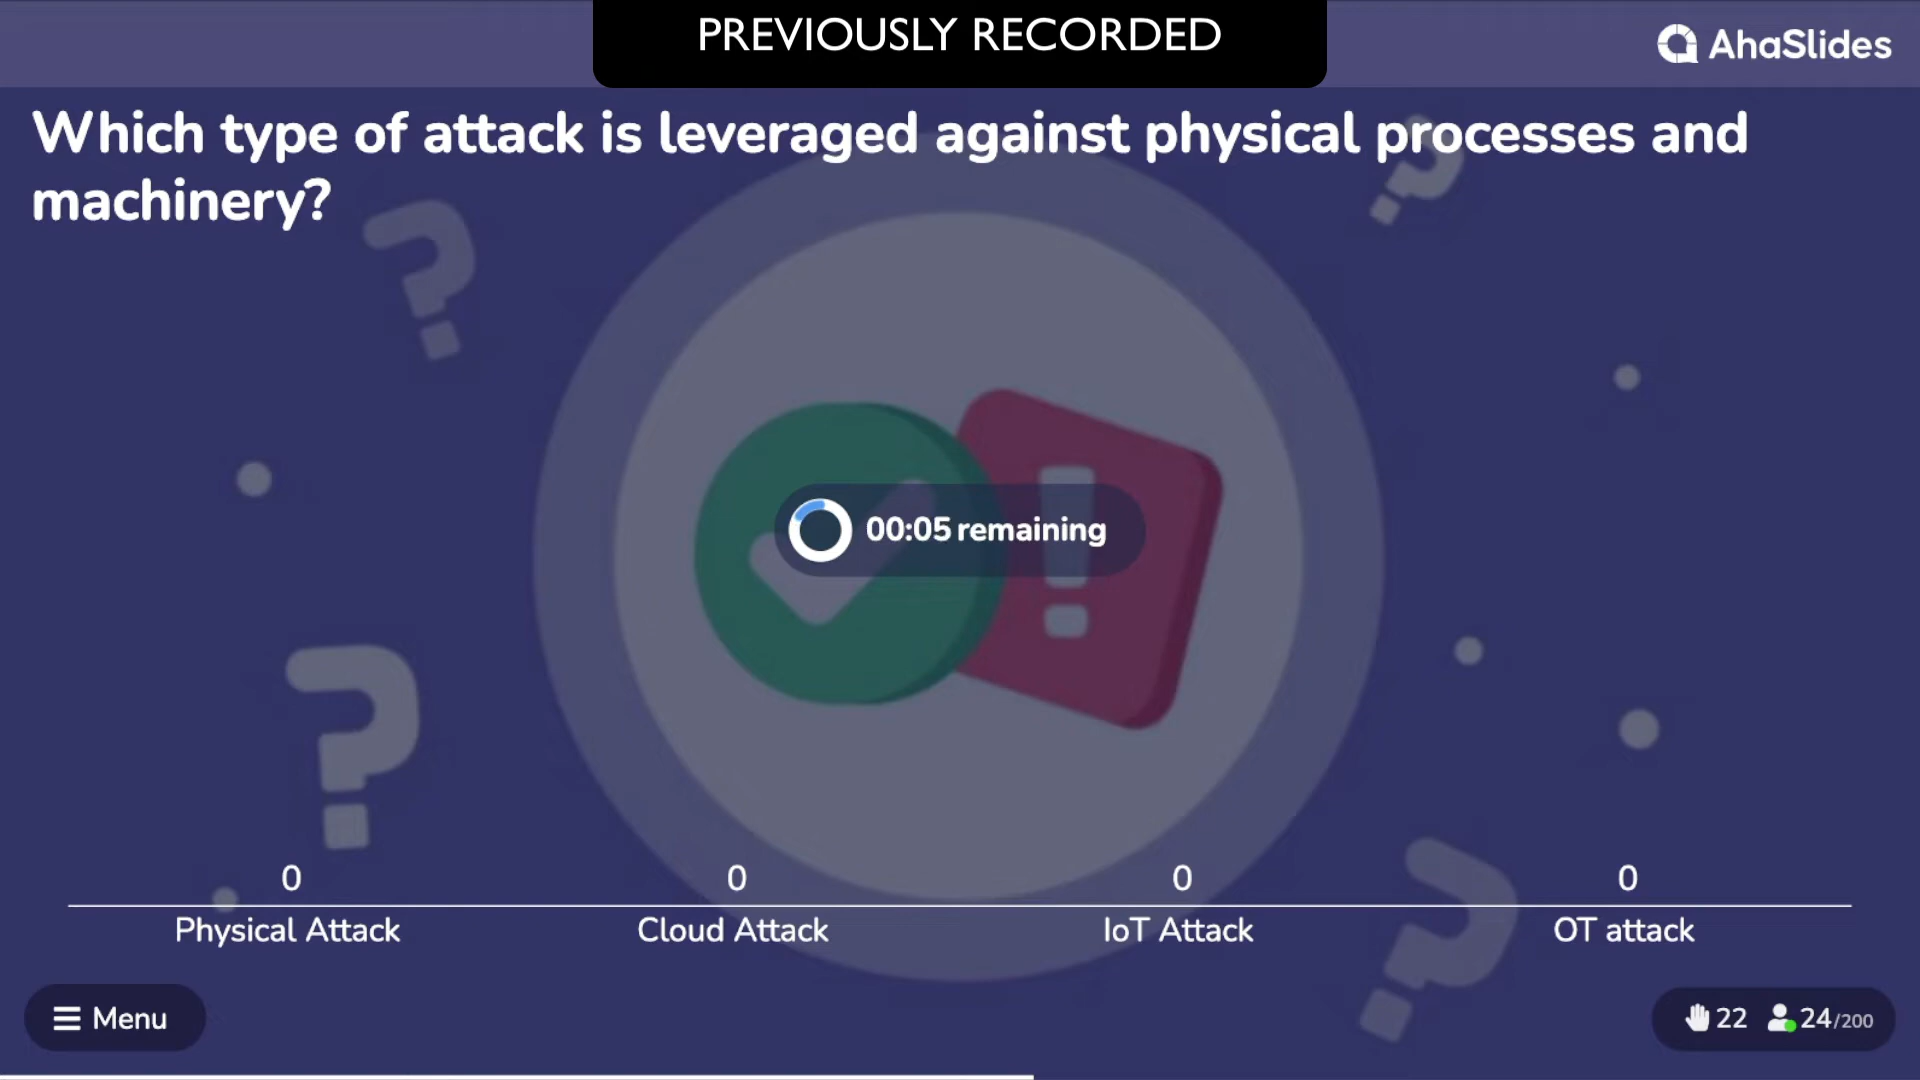 PREVIOUSLY RECORDED
AhaSlides
Which type of attack is leveraged against physical processes and
machinery?
00:05 remaining
0 0 0 0
Physical Attack Cloud Attack IoT Attack OT attack
Menu 22 24/200